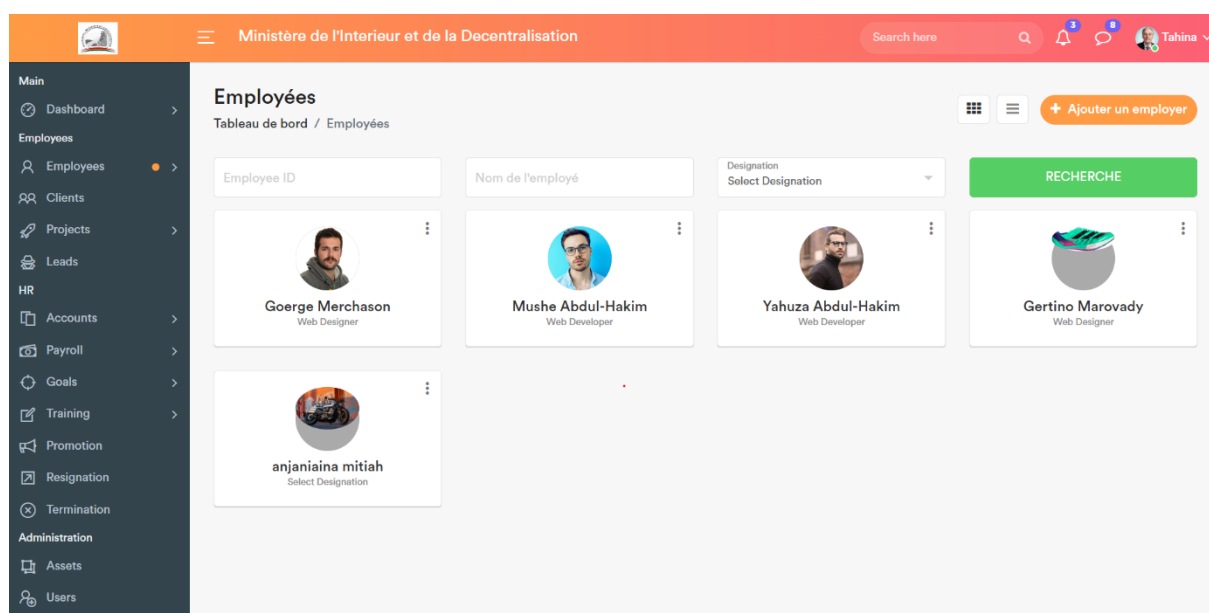 Ministère de l'Interieur et de la Decentralisation
Search here
3
8
Tahina
Main
Dashboard
Employees
Employees
Clients
Projects
Leads
HR
Accounts
Payroll
Goals
Training
Promotion
Resignation
Termination
Administration
Assets
Users
Employées
Tableau de bord / Employées
+ Ajouter un employer
Employee ID
Nom de l'employé
Designation
Select Designation
RECHERCHE
Goerge Merchason
Web Designer
Mushe Abdul-Hakim
Web Developer
Yahuza Abdul-Hakim
Web Developer
Gertino Marovady
Web Designer
anjaniaina mitiah
Select Designation